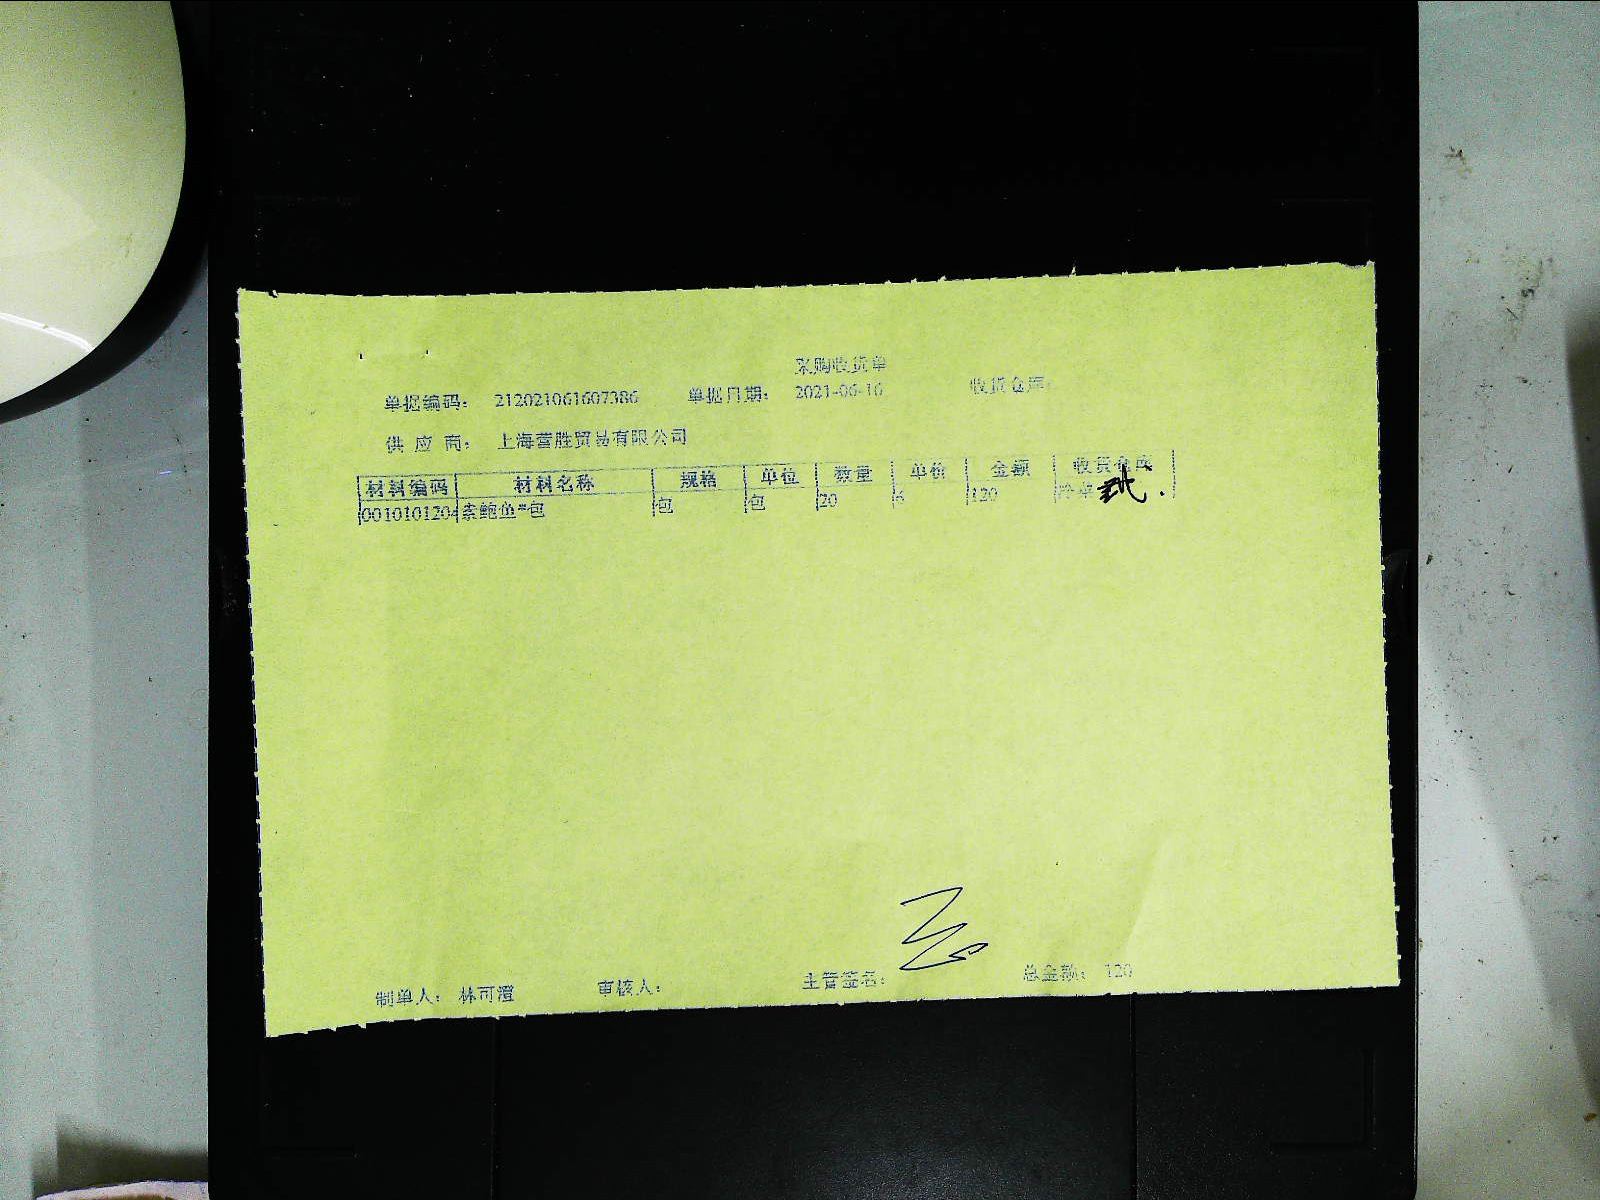 采购收货单
单据编码: 212021061607386 单据日期: 2021-06-16 收货仓库:
供 应 商: 上海营胜贸易有限公司
材料编码 材料名称 规格 单位 数量 单价 金额 收货仓库
0010101204 素鲍鱼*包 包 包 20 6 120
制单人: 林可澄 审核人: 主管签名: 总金额: 120